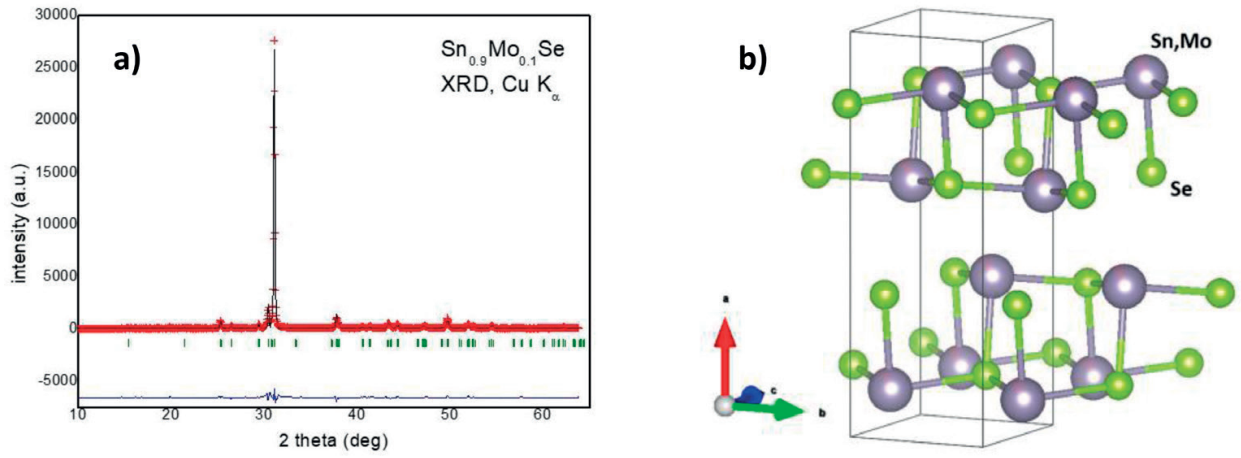 a)
Sn0.9Mo0.1Se
XRD, Cu Kα
intensity (a.u.)
30000
25000
20000
15000
10000
5000
0
-5000
10
20
30
40
50
60
2 theta (deg)
b)
Sn,Mo
Se
a
c
b